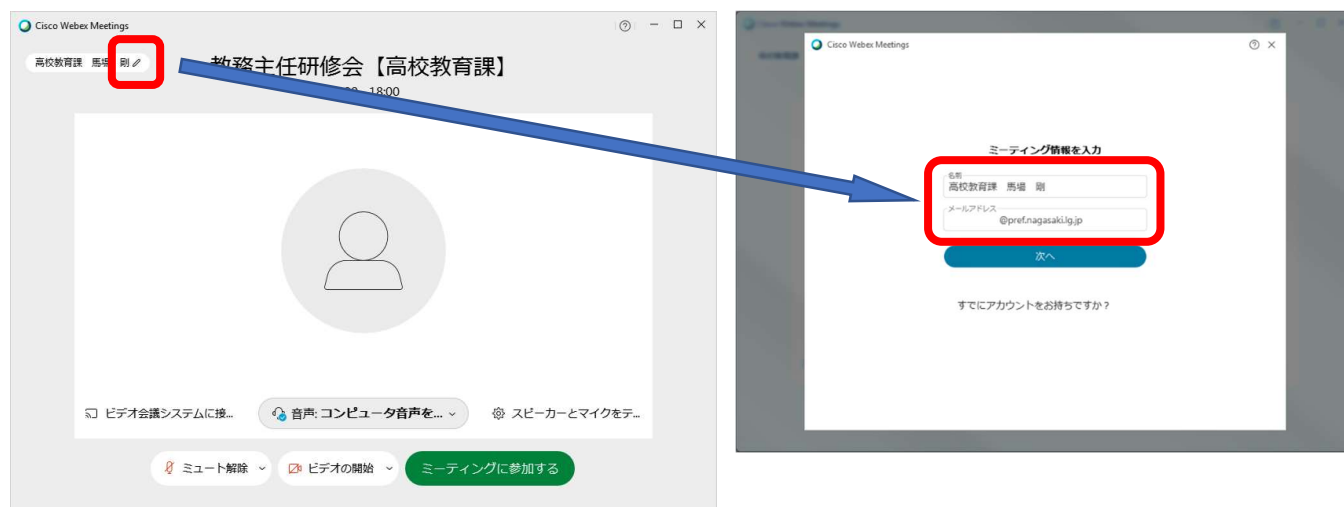 Cisco Webex Meetings
高校教育課 馬場 剛
教務主任研修会【高校教育課】
18:00
ビデオ会議システムに接...
音声: コンピュータ音声を...
スピーカーとマイクをテ...
ミュート解除
ビデオの開始
ミーティングに参加する
Cisco Webex Meetings
ミーティング情報を入力
名前
高校教育課 馬場 剛
メールアドレス
@pref.nagasaki.lg.jp
次へ
すでにアカウントをお持ちですか？